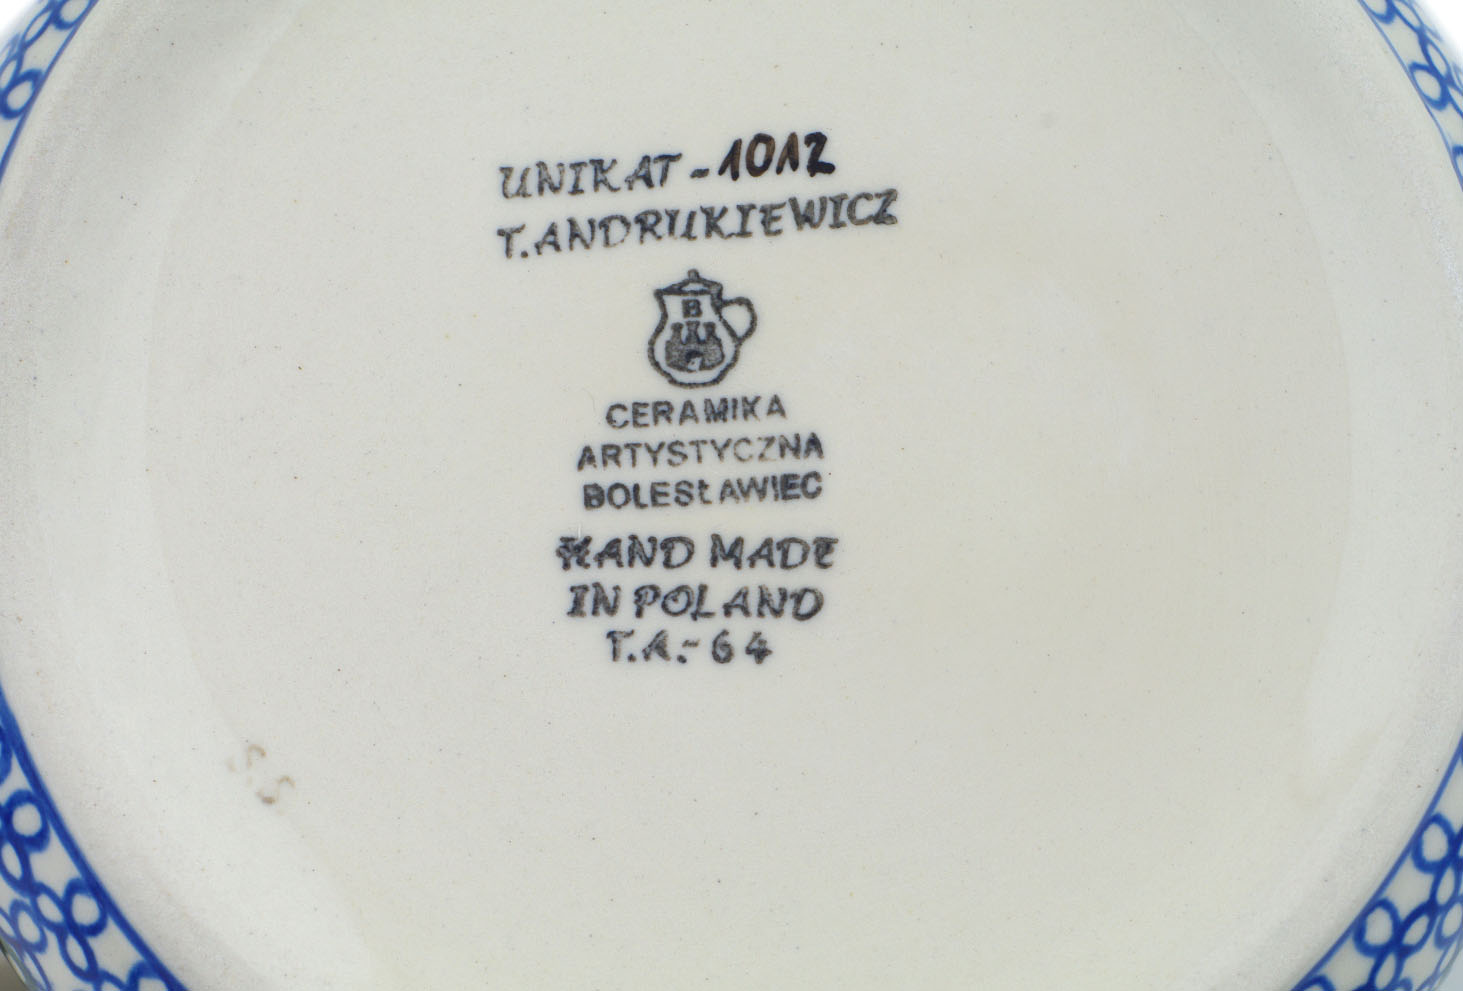 UNIKAT - 1012
T. ANDRUKIEWICZ
B
CERAMIKA
ARTYSTYCZNA
BOLESŁAWIEC
HAND MADE
IN POLAND
T.A.- 64
S.S